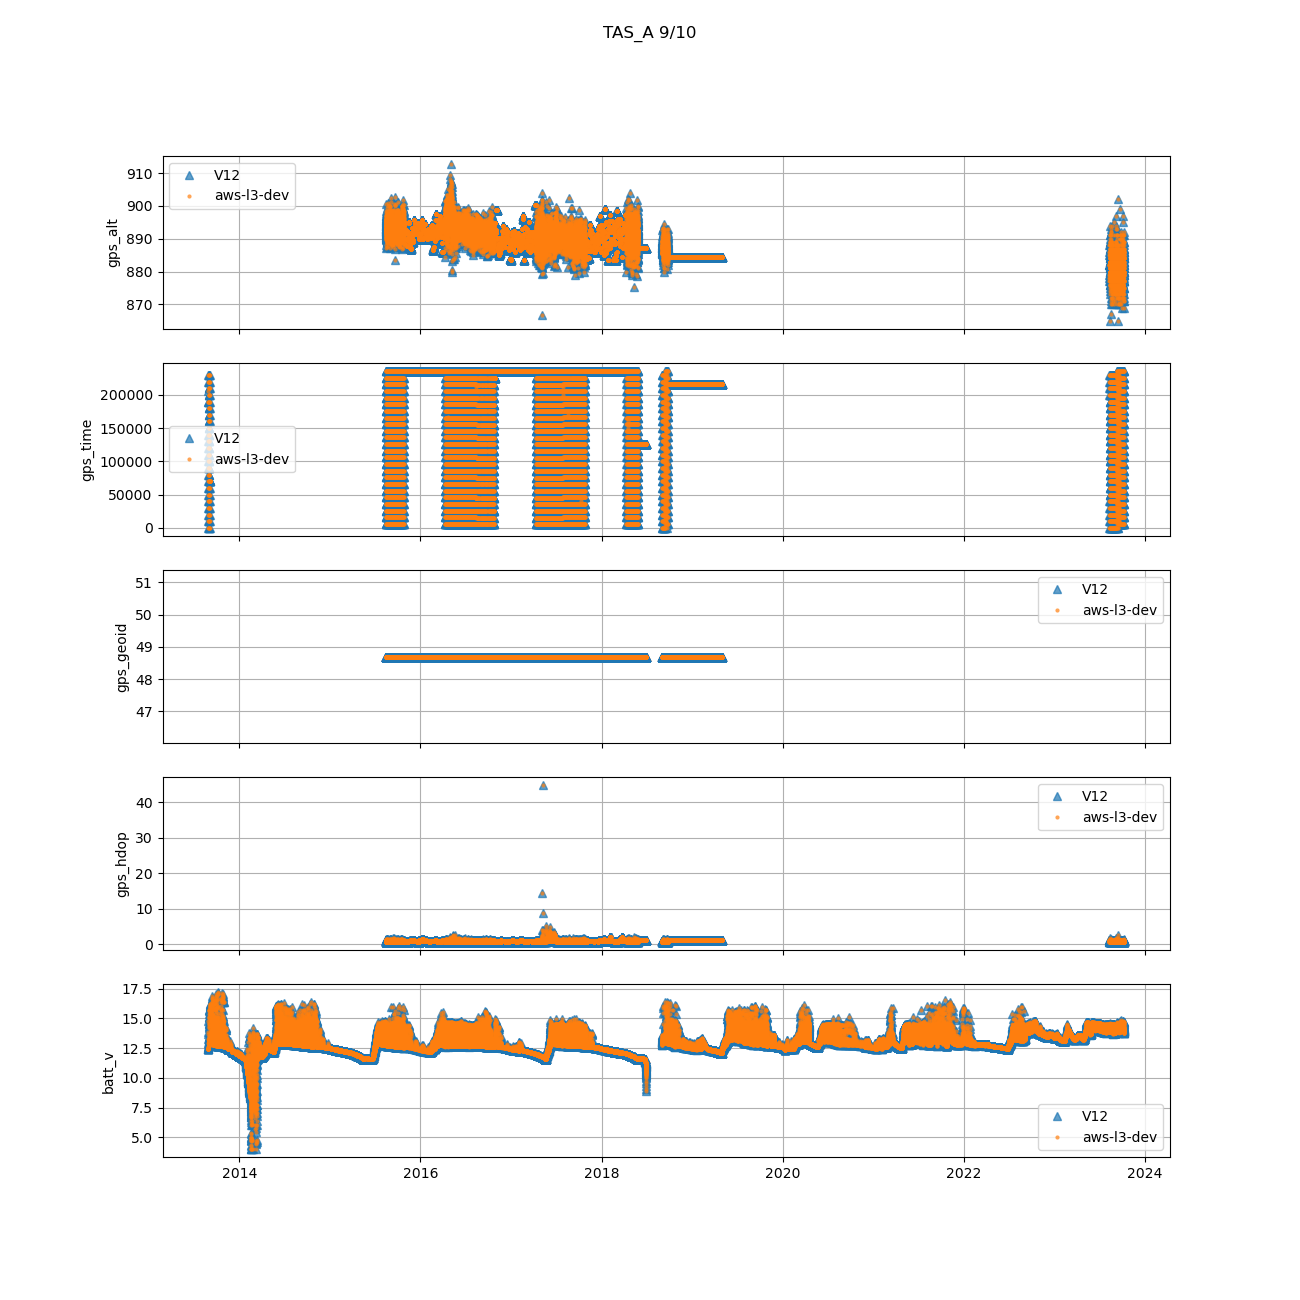 TAS_A 9/10
910
900
890
880
870
gps_alt
V12
aws-l3-dev
200000
150000
100000
50000
0
gps_time
V12
aws-l3-dev
51
50
49
48
47
gps_geoid
V12
aws-l3-dev
40
30
20
10
0
gps_hdop
V12
aws-l3-dev
17.5
15.0
12.5
10.0
7.5
5.0
batt_v
V12
aws-l3-dev
2014 2016 2018 2020 2022 2024